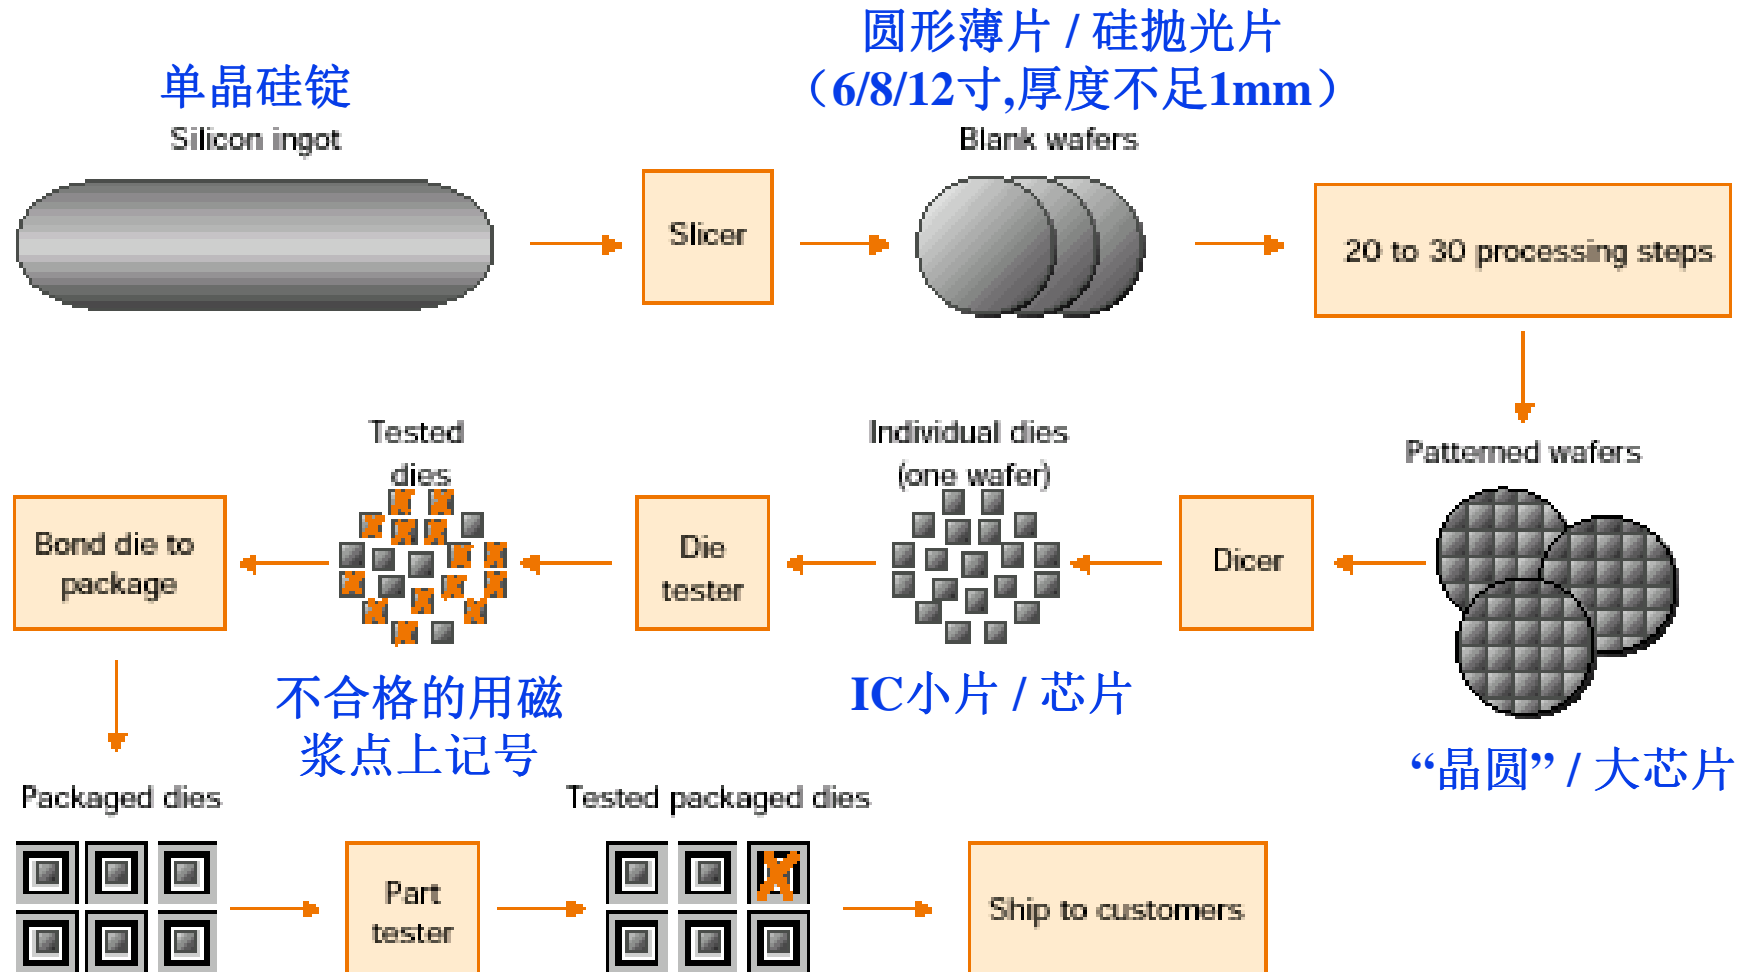 单晶硅锭
圆形薄片 / 硅抛光片
（6/8/12寸,厚度不足1mm）
Silicon ingot
Blank wafers
Slicer
20 to 30 processing steps
Tested
dies
Individual dies
(one wafer)
Patterned wafers
Bond die to
package
Die
tester
Dicer
不合格的用磁
浆点上记号
IC小片 / 芯片
“晶圆” / 大芯片
Packaged dies
Tested packaged dies
Part
tester
Ship to customers